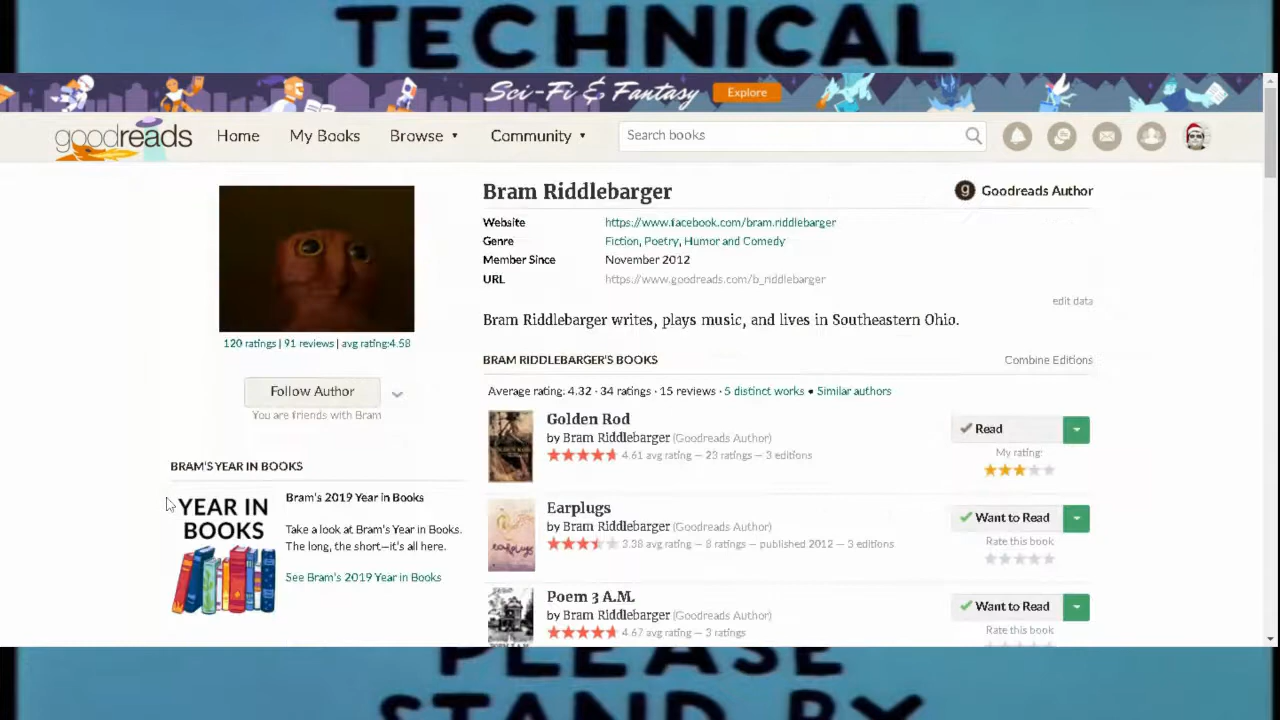 TECHNICAL
Sci-Fi & Fantasy Explore
goodreads Home My Books Browse Community Search books
Bram Riddlebarger g Goodreads Author
Website https://www.facebook.com/bram.riddlebarger
Genre Fiction, Poetry, Humor and Comedy
Member Since November 2012
URL https://www.goodreads.com/b_riddlebarger
edit data
Bram Riddlebarger writes, plays music, and lives in Southeastern Ohio.
120 ratings | 91 reviews | avg rating:4.58
Follow Author
You are friends with Bram
BRAM'S YEAR IN BOOKS
YEAR IN
BOOKS
Bram's 2019 Year in Books
Take a look at Bram's Year in Books.
The long, the short—it's all here.
See Bram's 2019 Year in Books
BRAM RIDDLEBARGER'S BOOKS Combine Editions
Average rating: 4.32 · 34 ratings · 15 reviews · 5 distinct works • Similar authors
Golden Rod
by Bram Riddlebarger (Goodreads Author)
4.61 avg rating — 23 ratings — 3 editions
Read
My rating:
Earplugs
by Bram Riddlebarger (Goodreads Author)
3.38 avg rating — 8 ratings — published 2012 — 3 editions
Want to Read
Rate this book
Poem 3 A.M.
by Bram Riddlebarger (Goodreads Author)
4.67 avg rating — 3 ratings
Want to Read
Rate this book
PLEASE
STAND BY